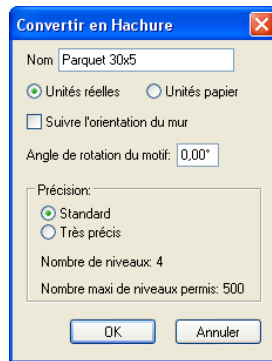 Convertir en Hachure
Nom Parquet 30x5
Unités réelles Unités papier
Suivre l'orientation du mur
Angle de rotation du motif: 0,00°
Précision:
Standard
Très précis
Nombre de niveaux: 4
Nombre maxi de niveaux permis: 500
OK Annuler